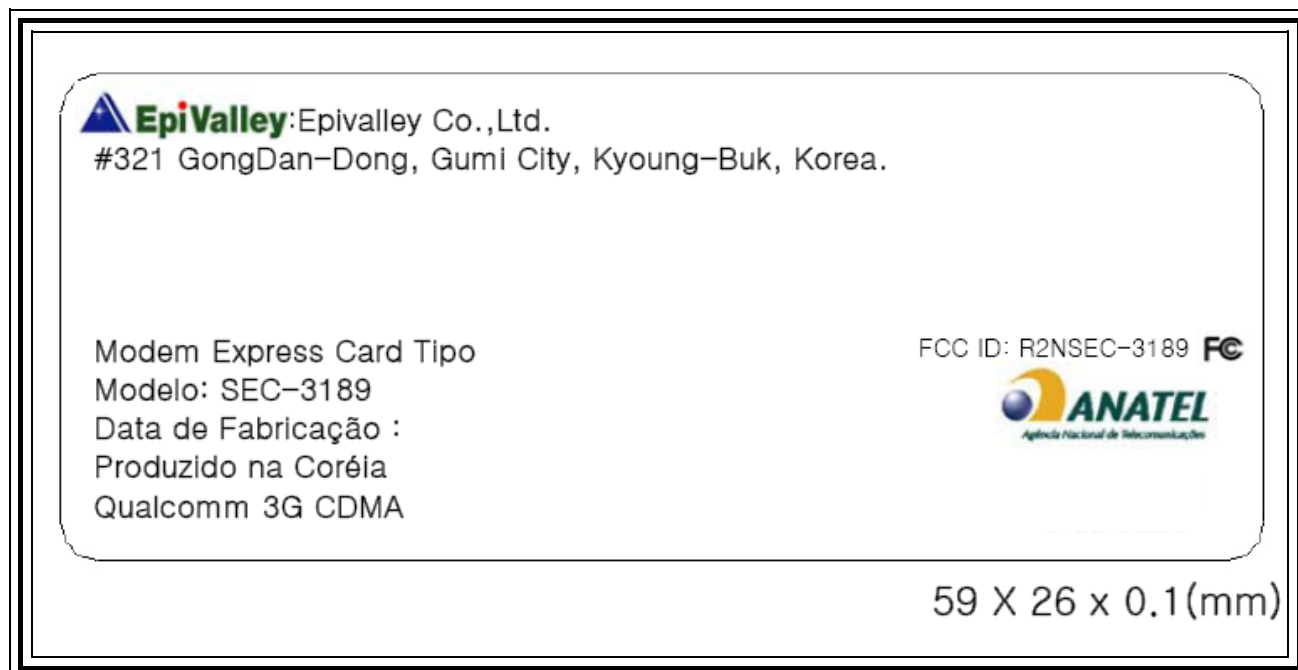 EpiValley:Epivalley Co.,Ltd.
#321 GongDan-Dong, Gumi City, Kyoung-Buk, Korea.
Modem Express Card Tipo
Modelo: SEC-3189
Data de Fabricação :
Produzido na Coréia
Qualcomm 3G CDMA
FCC ID: R2NSEC-3189 FC
ANATEL
Agência Nacional de Telecomunicações
59 X 26 x 0.1(mm)